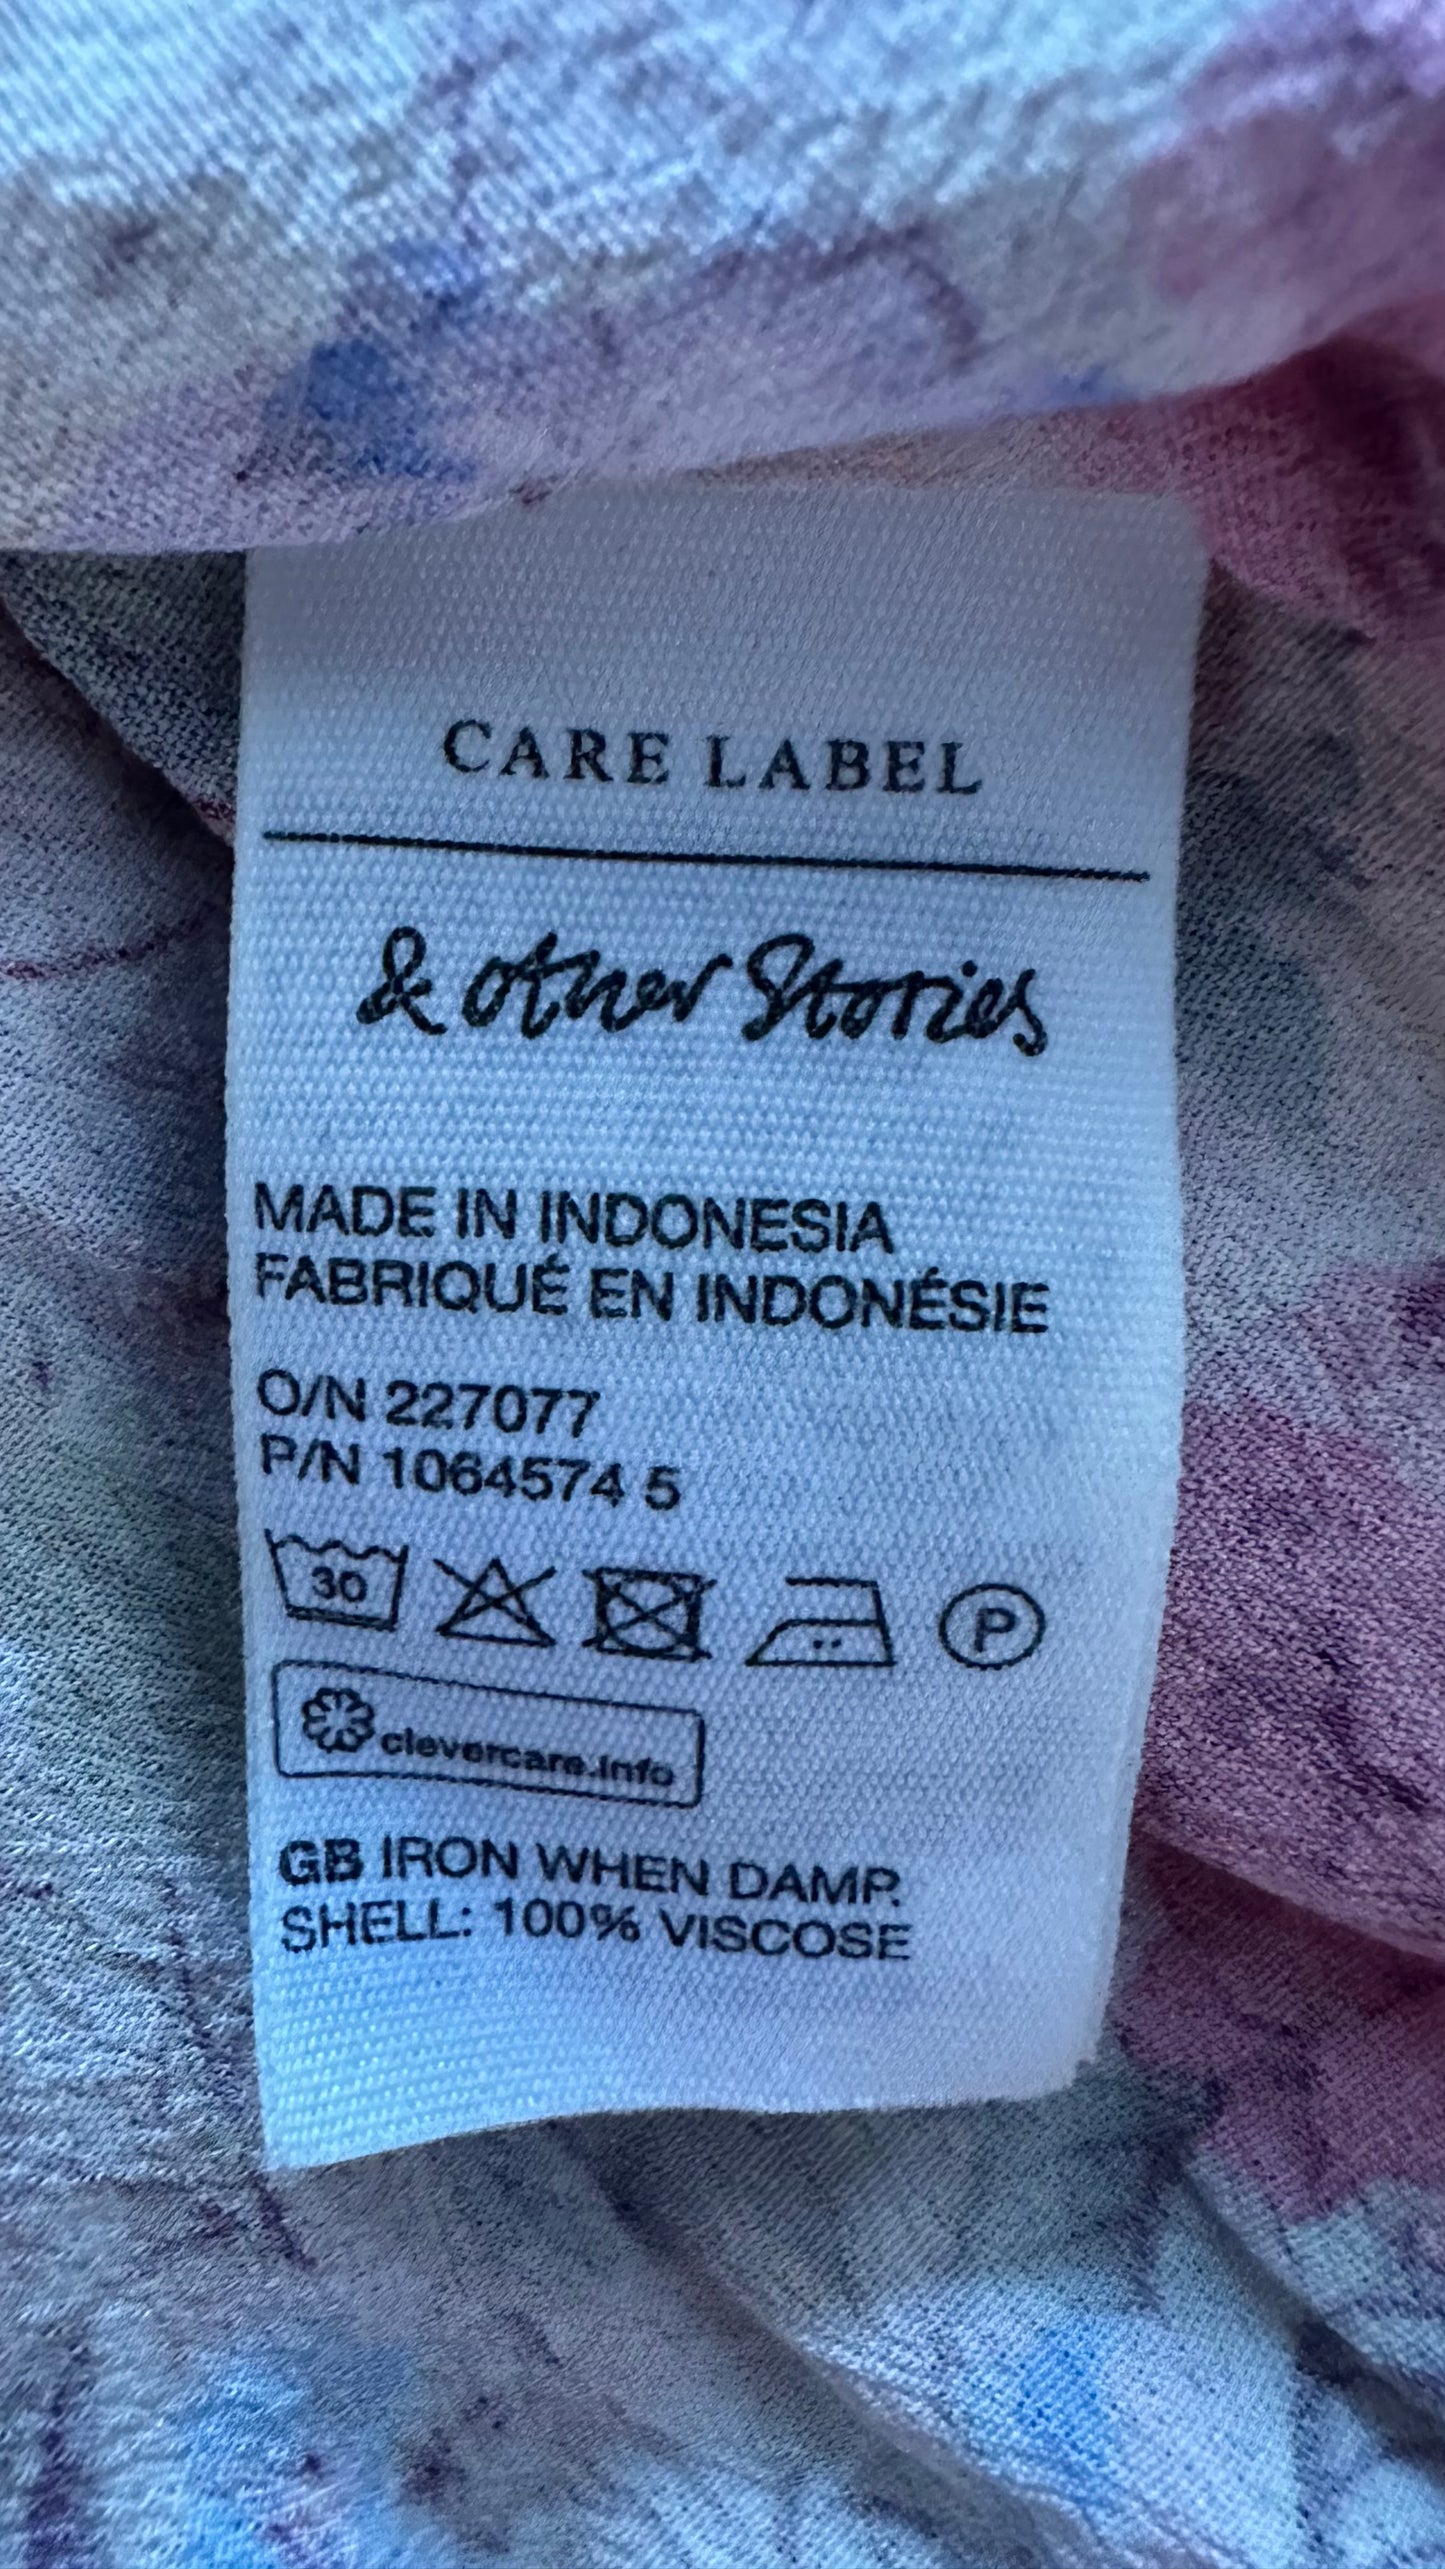 CARE LABEL
& other Stories
MADE IN INDONESIA
FABRIQUÉ EN INDONÉSIE
O/N 227077
P/N 1064574 5
30 P
clevercare.info
GB IRON WHEN DAMP.
SHELL: 100% VISCOSE